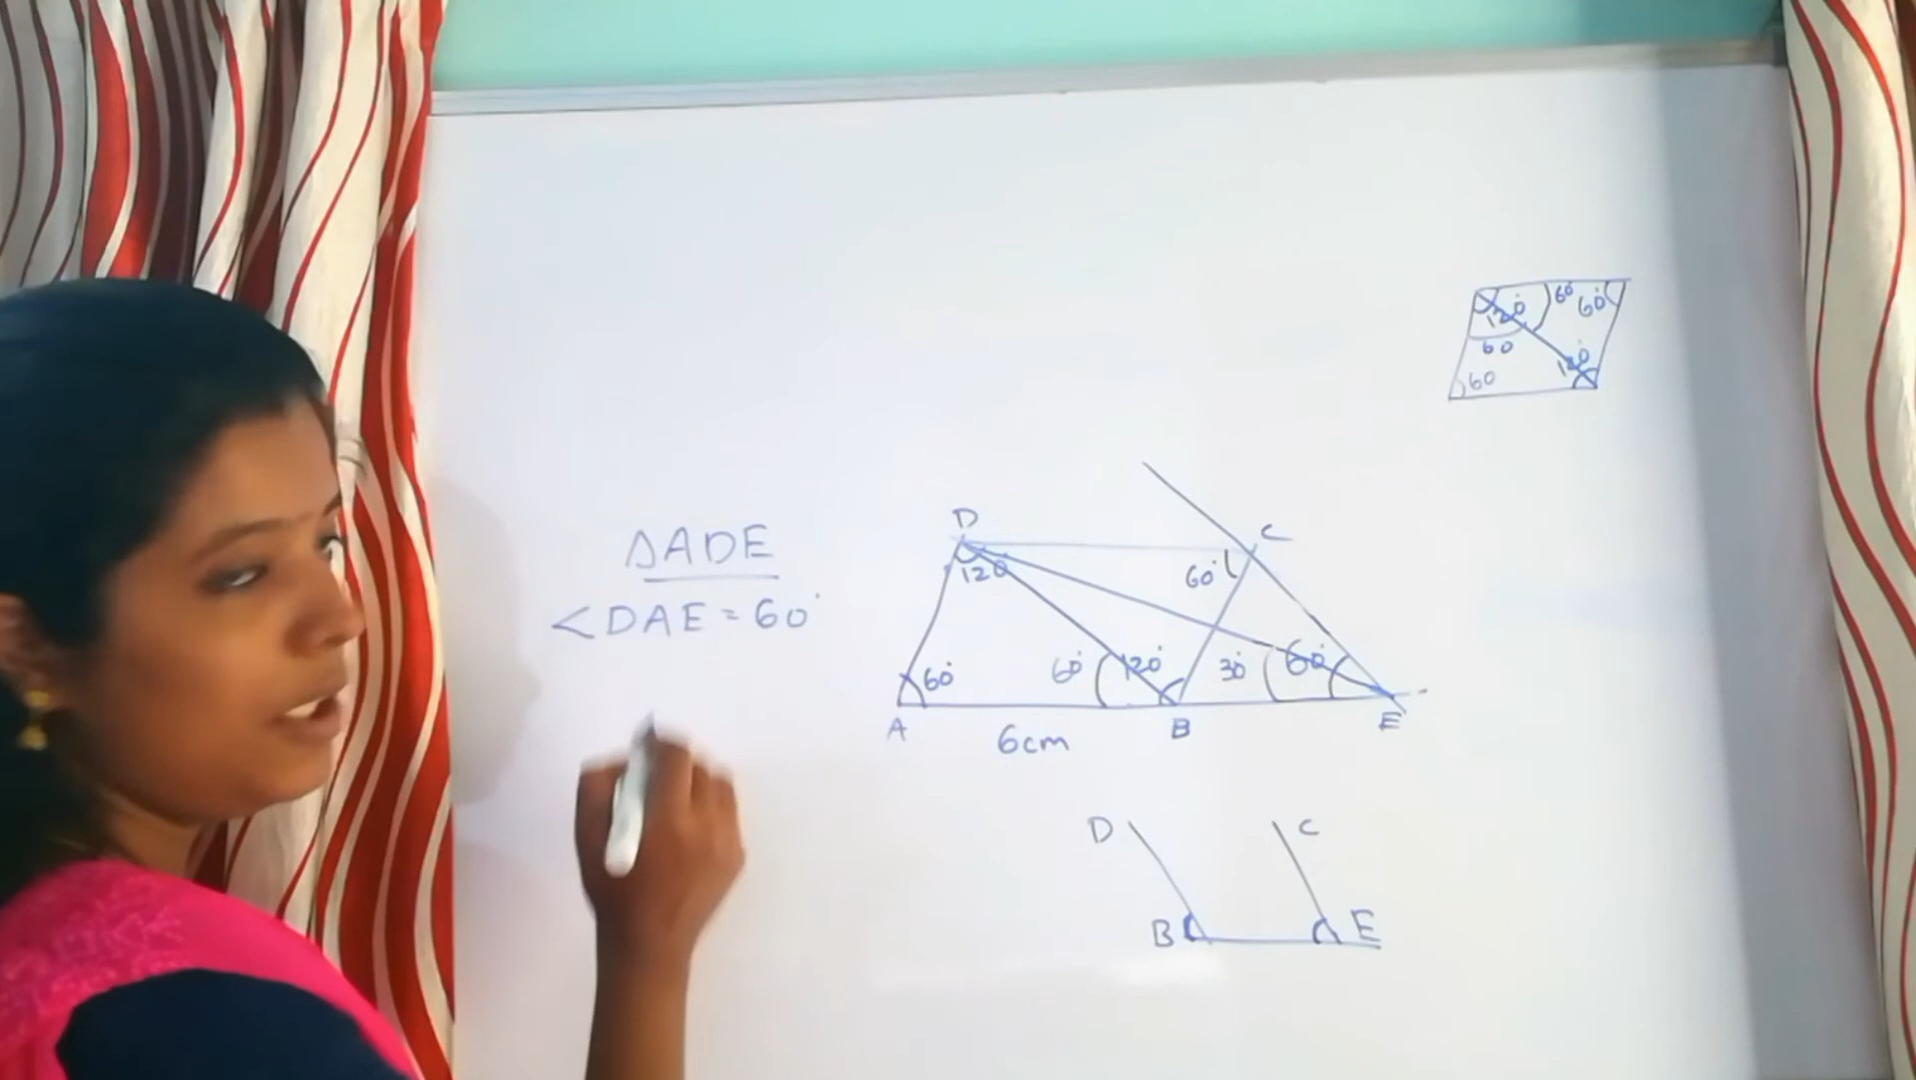 120° 60° 60°
60
60 120°
D C
ΔADE
120 60°
<DAE = 60°
60° 60° 120° 30° 60°
A B E
6cm
D C
B E